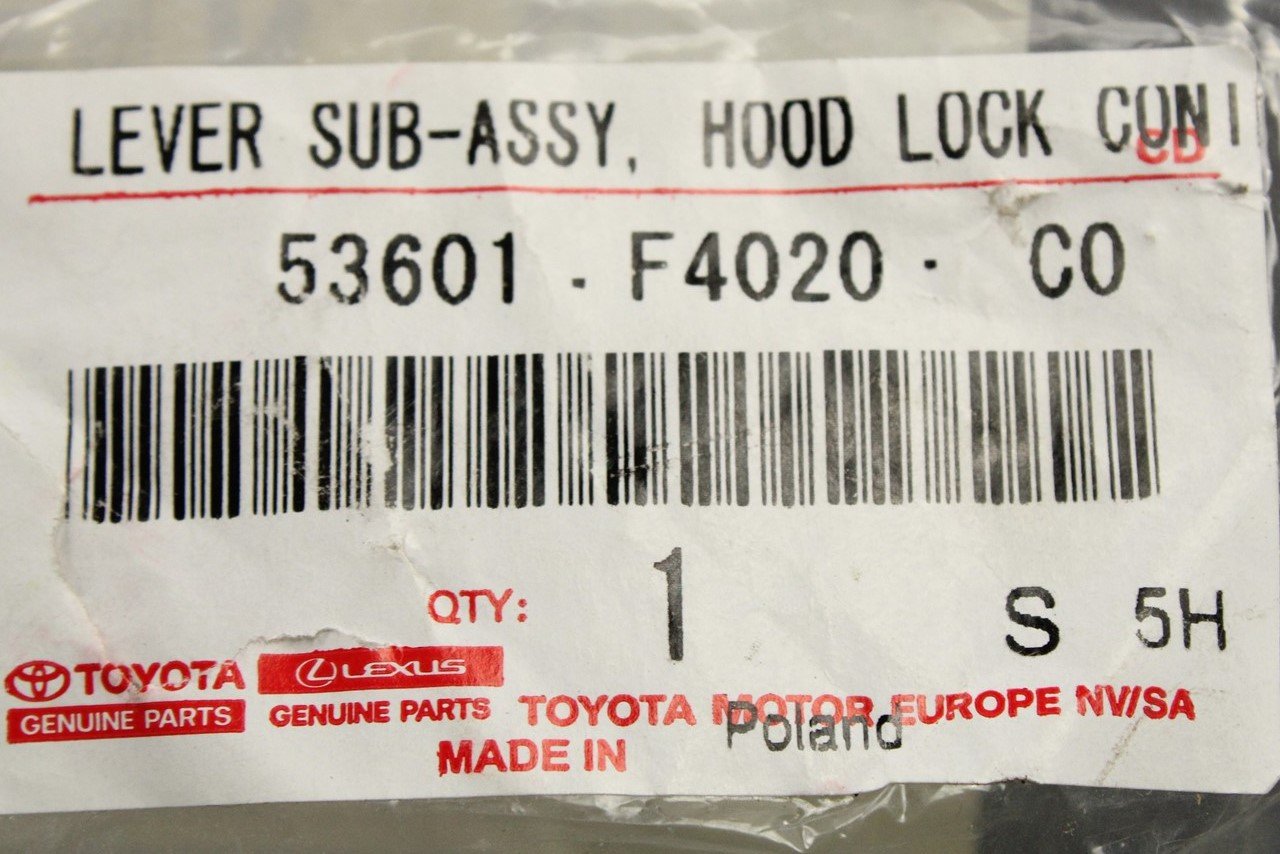 LEVER SUB-ASSY, HOOD LOCK CONT
CD
53601 - F4020 - C0
QTY: 1 S 5H
TOYOTA
GENUINE PARTS
LEXUS
GENUINE PARTS
TOYOTA MOTOR EUROPE NV/SA
MADE IN Poland